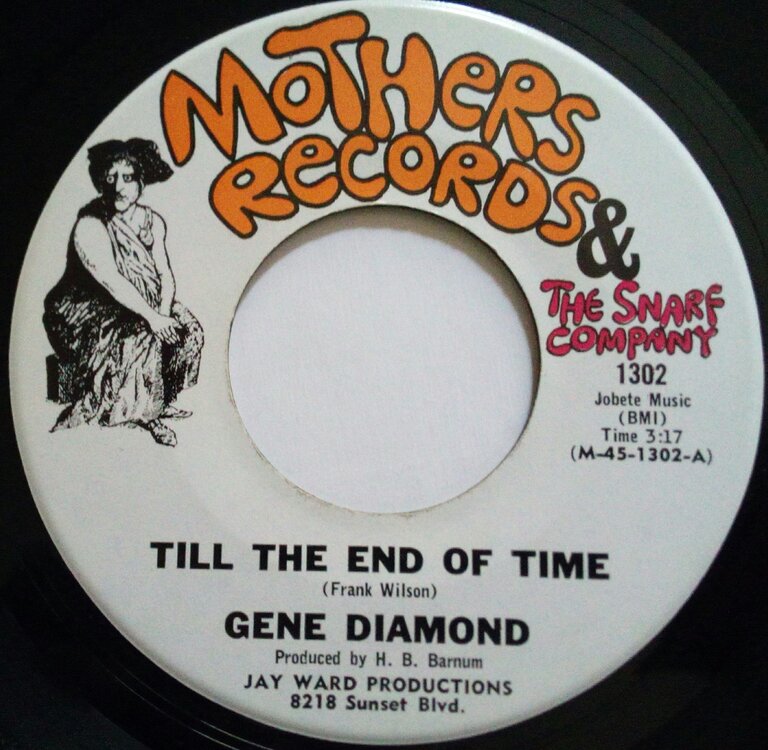 MOTHERS
RECORDS
&
THE SNARF
COMPANY
1302
Jobete Music
(BMI)
Time 3:17
(M-45-1302-A)
TILL THE END OF TIME
(Frank Wilson)
GENE DIAMOND
Produced by H. B. Barnum
JAY WARD PRODUCTIONS
8218 Sunset Blvd.